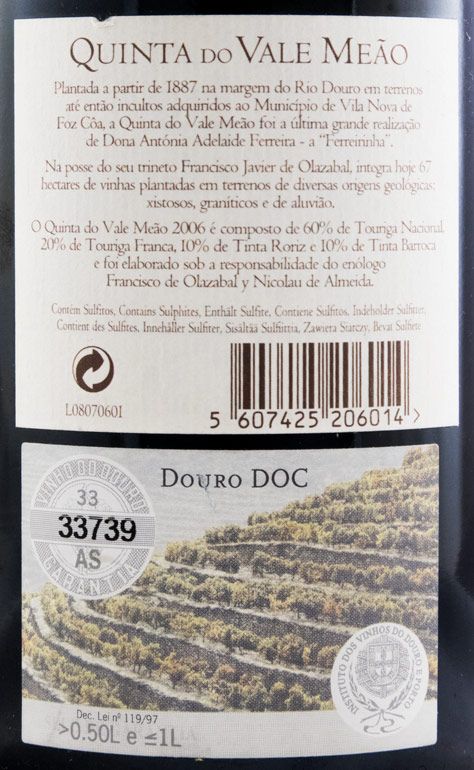 QUINTA DO VALE MEÃO
Plantada a partir de 1887 na margem do Rio Douro em terrenos
até então incultos adquiridos ao Município de Vila Nova de
Foz Côa, a Quinta do Vale Meão foi a última grande realização
de Dona Antónia Adelaide Ferreira - a “Ferreirinha”.
Na posse do seu trineto Francisco Javier de Olazabal, integra hoje 67
hectares de vinhas plantadas em terrenos de diversas origens geológicas:
xistosos, graníticos e de aluvião.
O Quinta do Vale Meão 2006 é composto de 60% de Touriga Nacional,
20% de Touriga Franca, 10% de Tinta Roriz e 10% de Tinta Barroca
e foi elaborado sob a responsabilidade do enólogo
Francisco de Olazabal y Nicolau de Almeida.
Contém Sulfitos, Contains Sulphites, Enthält Sulfite, Contiene Sulfitos, Indeholder Sulfitter,
Contient des Sulfites, Innehåller Sulfiter, Sisältää Sulfiittia, Zawiera Siarczy, Bevat Sulfiete
L08070601
5 607425 206014 >
DOURO DOC
VINHO DO DOURO
33
33739
AS
GARANTIA
INSTITUTO DOS VINHOS DO DOURO E PORTO
Dec. Lei nº 119/97
>0.50L e ≤1L